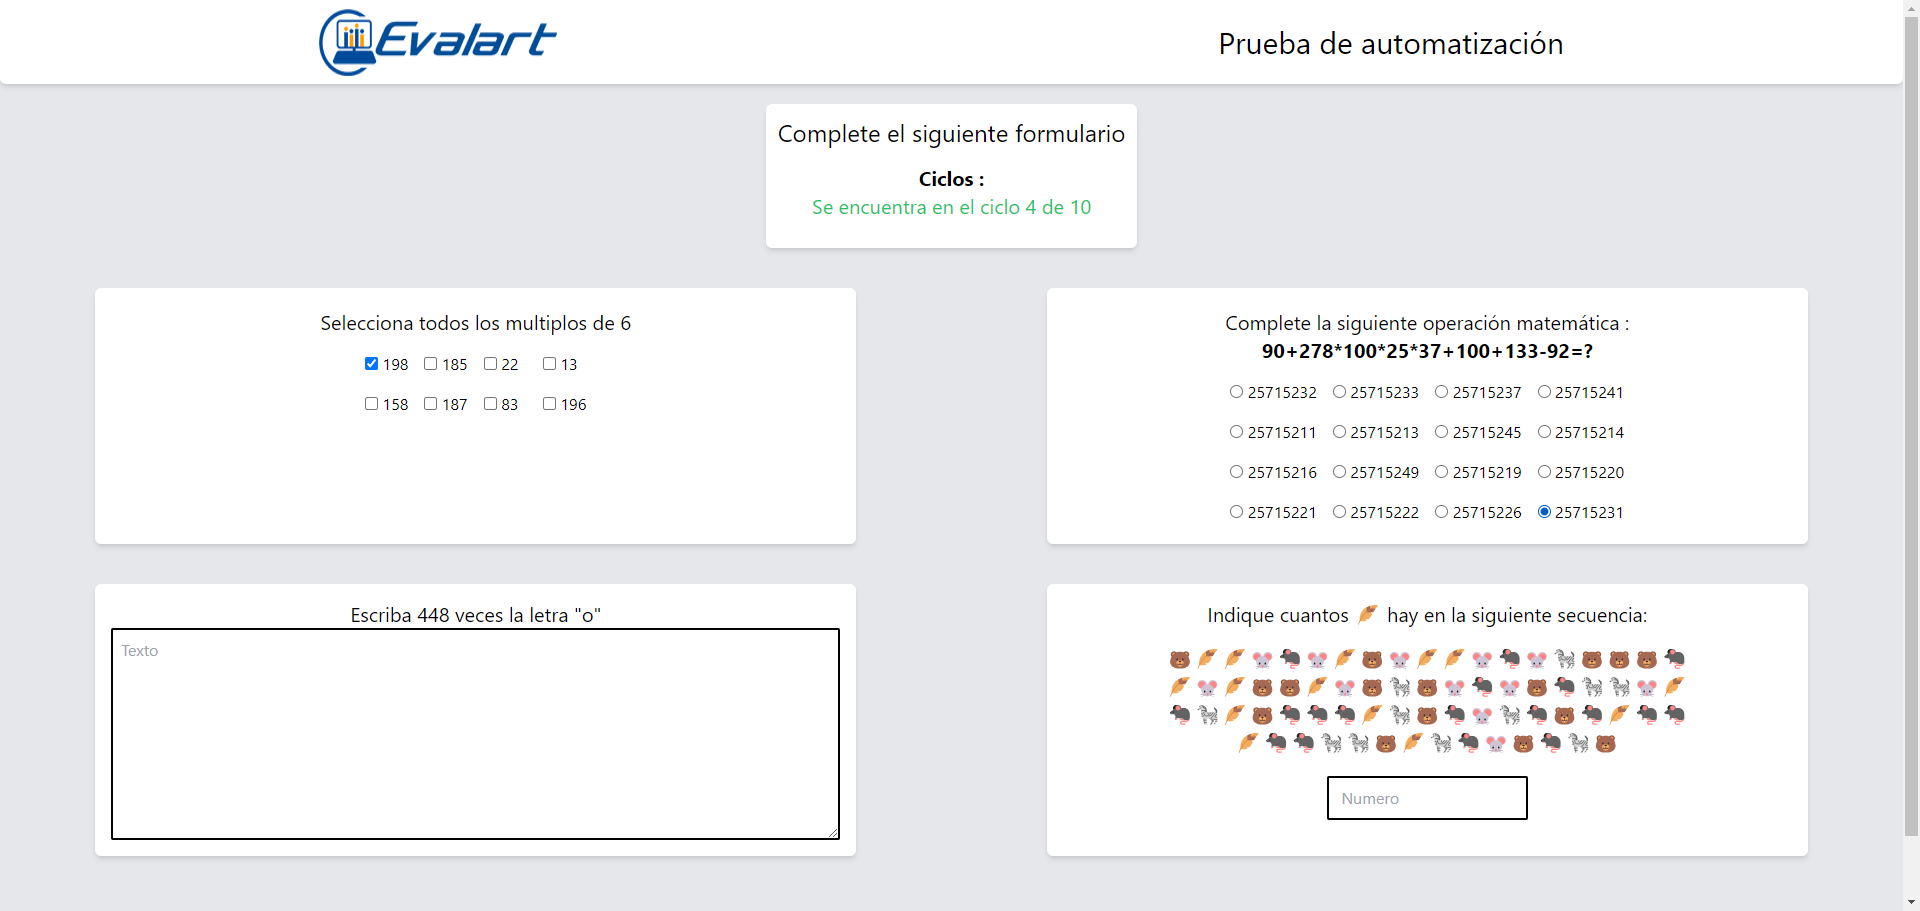 Evalart
Prueba de automatización
Complete el siguiente formulario
Ciclos :
Se encuentra en el ciclo 4 de 10
Selecciona todos los multiplos de 6
198 185 22 13
158 187 83 196
Complete la siguiente operación matemática :
90+278*100*25*37+100+133-92=?
25715232 25715233 25715237 25715241
25715211 25715213 25715245 25715214
25715216 25715249 25715219 25715220
25715221 25715222 25715226 25715231
Escriba 448 veces la letra "o"
Texto
Indique cuantos 🍂 hay en la siguiente secuencia:
Numero